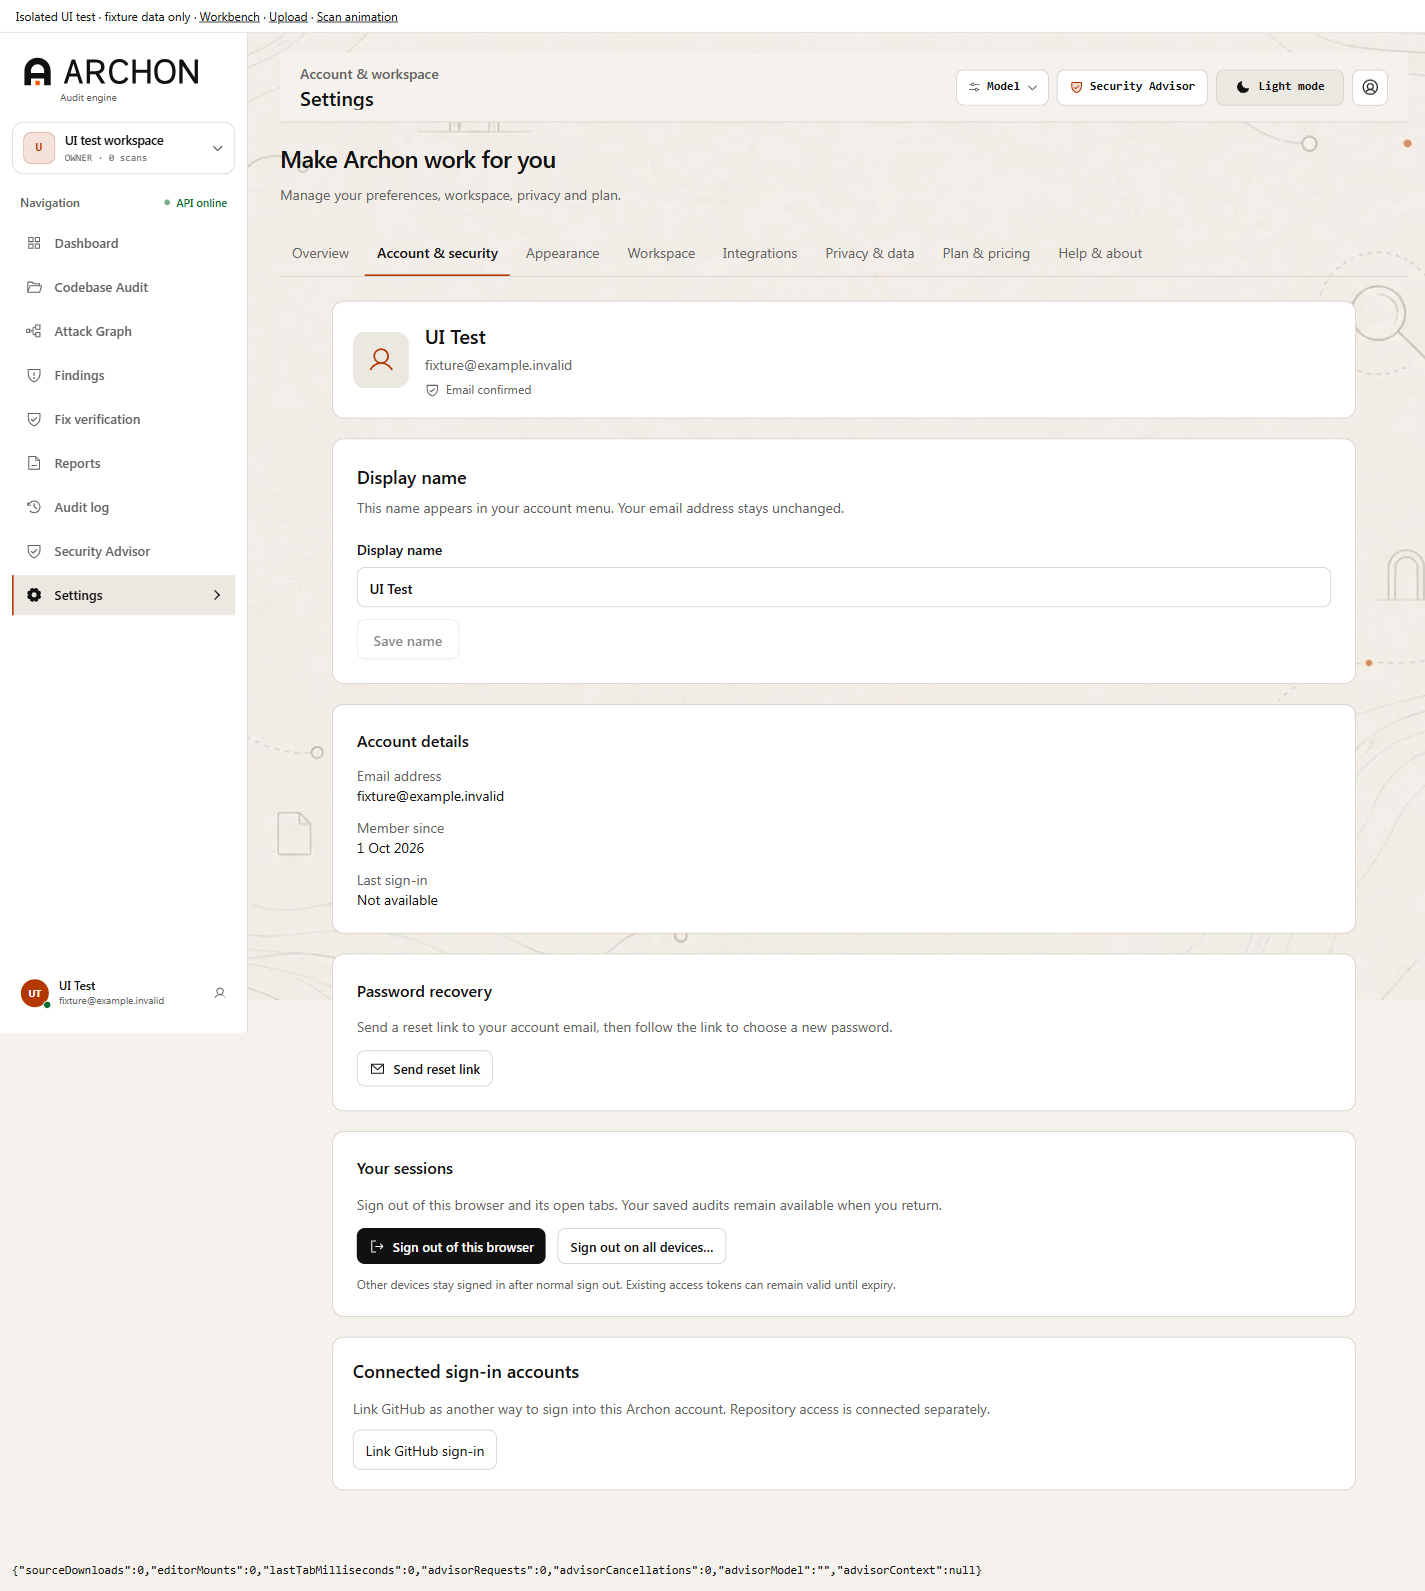 Isolated UI test · fixture data only · Workbench · Upload · Scan animation
ARCHON
Audit engine
U
UI test workspace
OWNER · 0 scans
Navigation
API online
Dashboard
Codebase Audit
Attack Graph
Findings
Fix verification
Reports
Audit log
Security Advisor
Settings
UT
UI Test
fixture@example.invalid
Account & workspace
Settings
Model
Security Advisor
Light mode
Make Archon work for you
Manage your preferences, workspace, privacy and plan.
Overview
Account & security
Appearance
Workspace
Integrations
Privacy & data
Plan & pricing
Help & about
UI Test
fixture@example.invalid
Email confirmed
Display name
This name appears in your account menu. Your email address stays unchanged.
Display name
UI Test
Save name
Account details
Email address
fixture@example.invalid
Member since
1 Oct 2026
Last sign-in
Not available
Password recovery
Send a reset link to your account email, then follow the link to choose a new password.
Send reset link
Your sessions
Sign out of this browser and its open tabs. Your saved audits remain available when you return.
Sign out of this browser
Sign out on all devices...
Other devices stay signed in after normal sign out. Existing access tokens can remain valid until expiry.
Connected sign-in accounts
Link GitHub as another way to sign into this Archon account. Repository access is connected separately.
Link GitHub sign-in
{"sourceDownloads":0,"editorMounts":0,"lastTabMilliseconds":0,"advisorRequests":0,"advisorCancellations":0,"advisorModel":"","advisorContext":null}